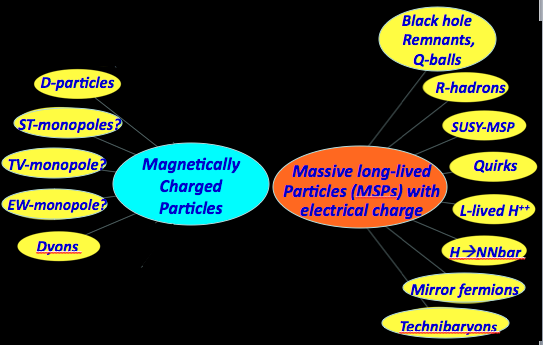 Black hole
Remnants,
Q-balls
D-particles
R-hadrons
ST-monopoles?
SUSY-MSP
TV-monopole?
Magnetically
Charged
Particles
Massive long-lived
Particles (MSPs) with
electrical charge
Quirks
EW-monopole?
L-lived H++
Dyons
H→NNbar
Mirror fermions
Technibaryons